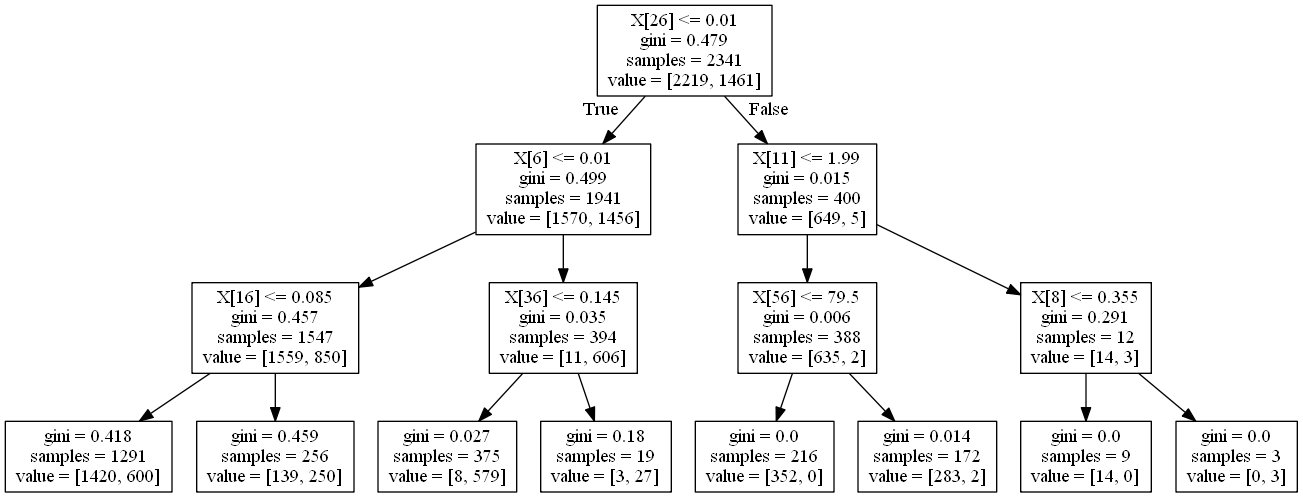 X[26] <= 0.01
gini = 0.479
samples = 2341
value = [2219, 1461]
True
False
X[6] <= 0.01
gini = 0.499
samples = 1941
value = [1570, 1456]
X[11] <= 1.99
gini = 0.015
samples = 400
value = [649, 5]
X[16] <= 0.085
gini = 0.457
samples = 1547
value = [1559, 850]
X[36] <= 0.145
gini = 0.035
samples = 394
value = [11, 606]
X[56] <= 79.5
gini = 0.006
samples = 388
value = [635, 2]
X[8] <= 0.355
gini = 0.291
samples = 12
value = [14, 3]
gini = 0.418
samples = 1291
value = [1420, 600]
gini = 0.459
samples = 256
value = [139, 250]
gini = 0.027
samples = 375
value = [8, 579]
gini = 0.18
samples = 19
value = [3, 27]
gini = 0.0
samples = 216
value = [352, 0]
gini = 0.014
samples = 172
value = [283, 2]
gini = 0.0
samples = 9
value = [14, 0]
gini = 0.0
samples = 3
value = [0, 3]